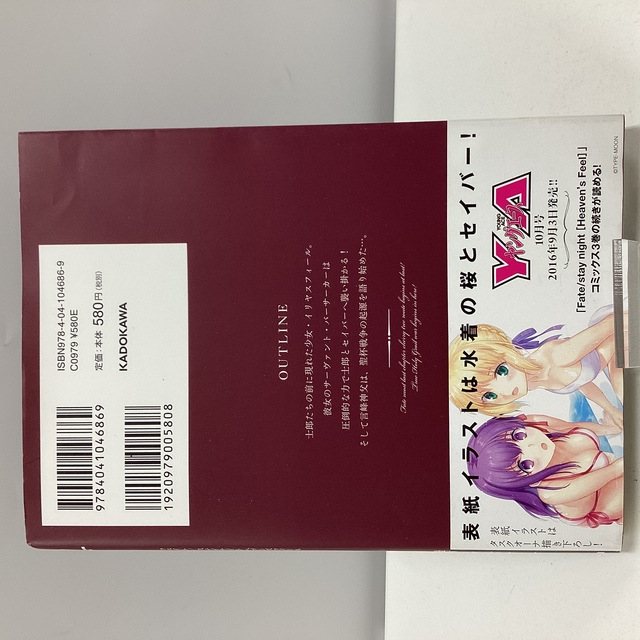 ISBN978-4-04-104686-9
C0979 ¥580E
定価:本体 580円(税別)
KADOKAWA
9784041046869
1920979005808
OUTLINE
士郎たちの前に現れた少女・イリヤスフィール。
彼女のサーヴァント・バーサーカーは
圧倒的な力で士郎とセイバーへ襲い掛かる!
そして言峰神父は、聖杯戦争の起源を語り始めた…。
表紙イラストは水着の桜とセイバー!
ヤングエース
10月号
2016年9月3日発売!!
「Fate/stay night [Heaven's Feel]」
コミックス3巻の続きが読める!
©TYPE-MOON
表紙イラストは
タスクオーナ描き下ろし!